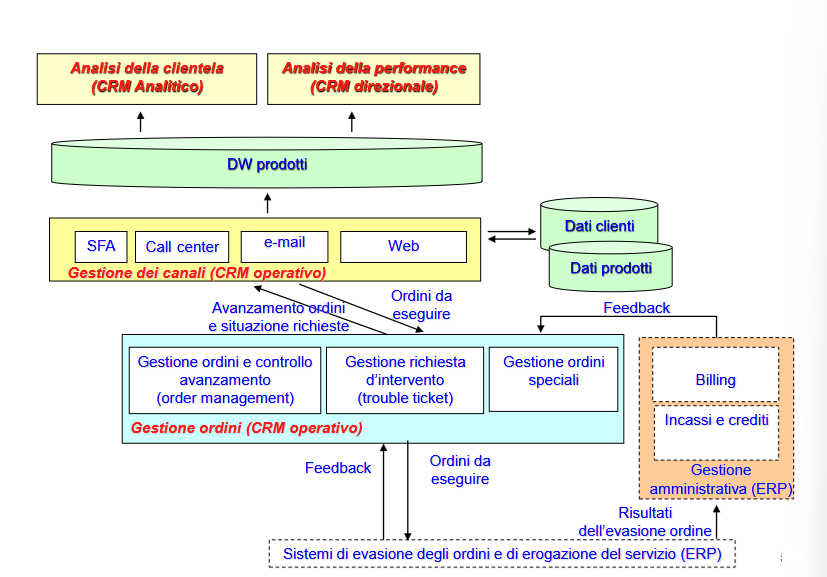 Analisi della clientela
(CRM Analitico)
Analisi della performance
(CRM direzionale)
DW prodotti
SFA
Call center
e-mail
Web
Gestione dei canali (CRM operativo)
Dati clienti
Dati prodotti
Avanzamento ordini
e situazione richieste
Ordini da
eseguire
Feedback
Gestione ordini e controllo
avanzamento
(order management)
Gestione richiesta
d'intervento
(trouble ticket)
Gestione ordini
speciali
Gestione ordini (CRM operativo)
Billing
Incassi e crediti
Gestione
amministrativa (ERP)
Feedback
Ordini da
eseguire
Risultati
dell'evasione ordine
Sistemi di evasione degli ordini e di erogazione del servizio (ERP)